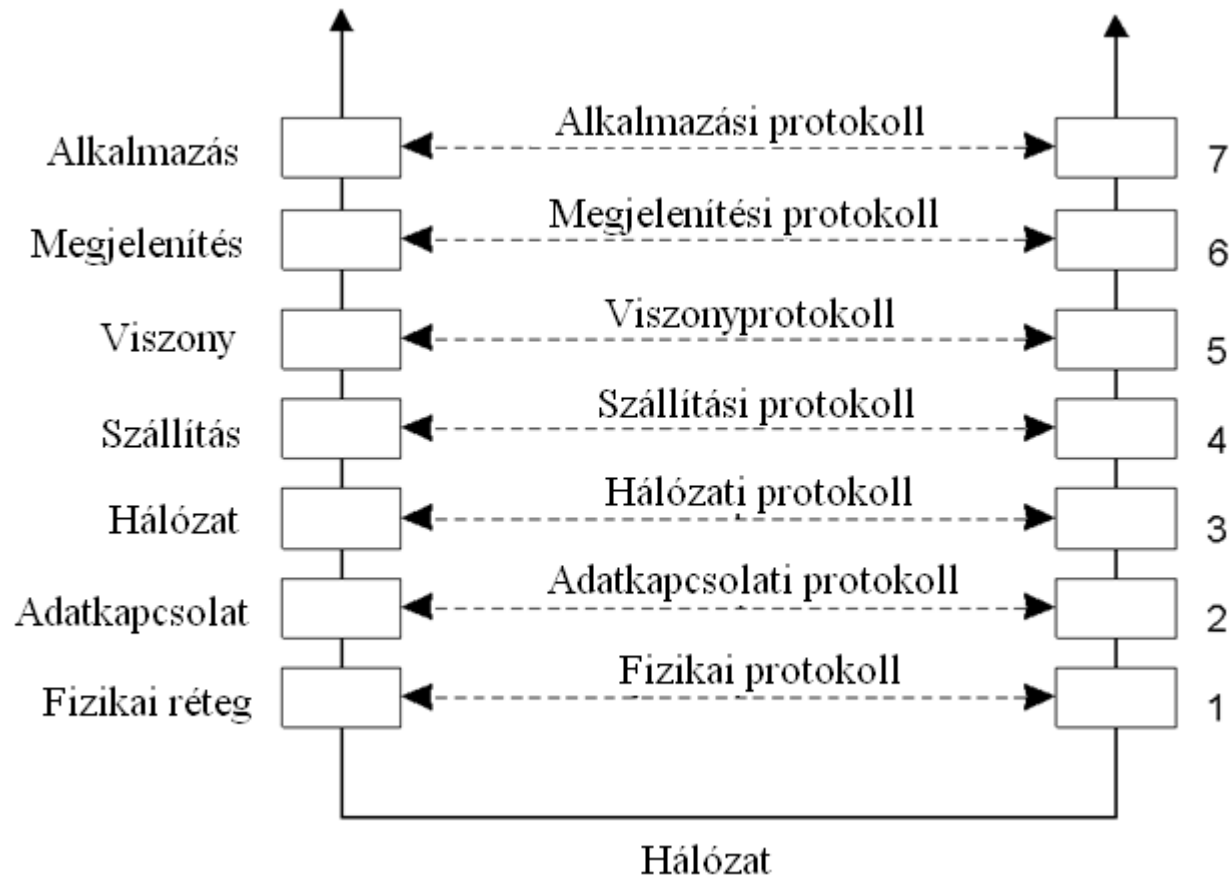 Alkalmazás Alkalmazási protokoll 7
Megjelenítés Megjelenítési protokoll 6
Viszony Viszonyprotokoll 5
Szállítás Szállítási protokoll 4
Hálózat Hálózati protokoll 3
Adatkapcsolat Adatkapcsolati protokoll 2
Fizikai réteg Fizikai protokoll 1
Hálózat